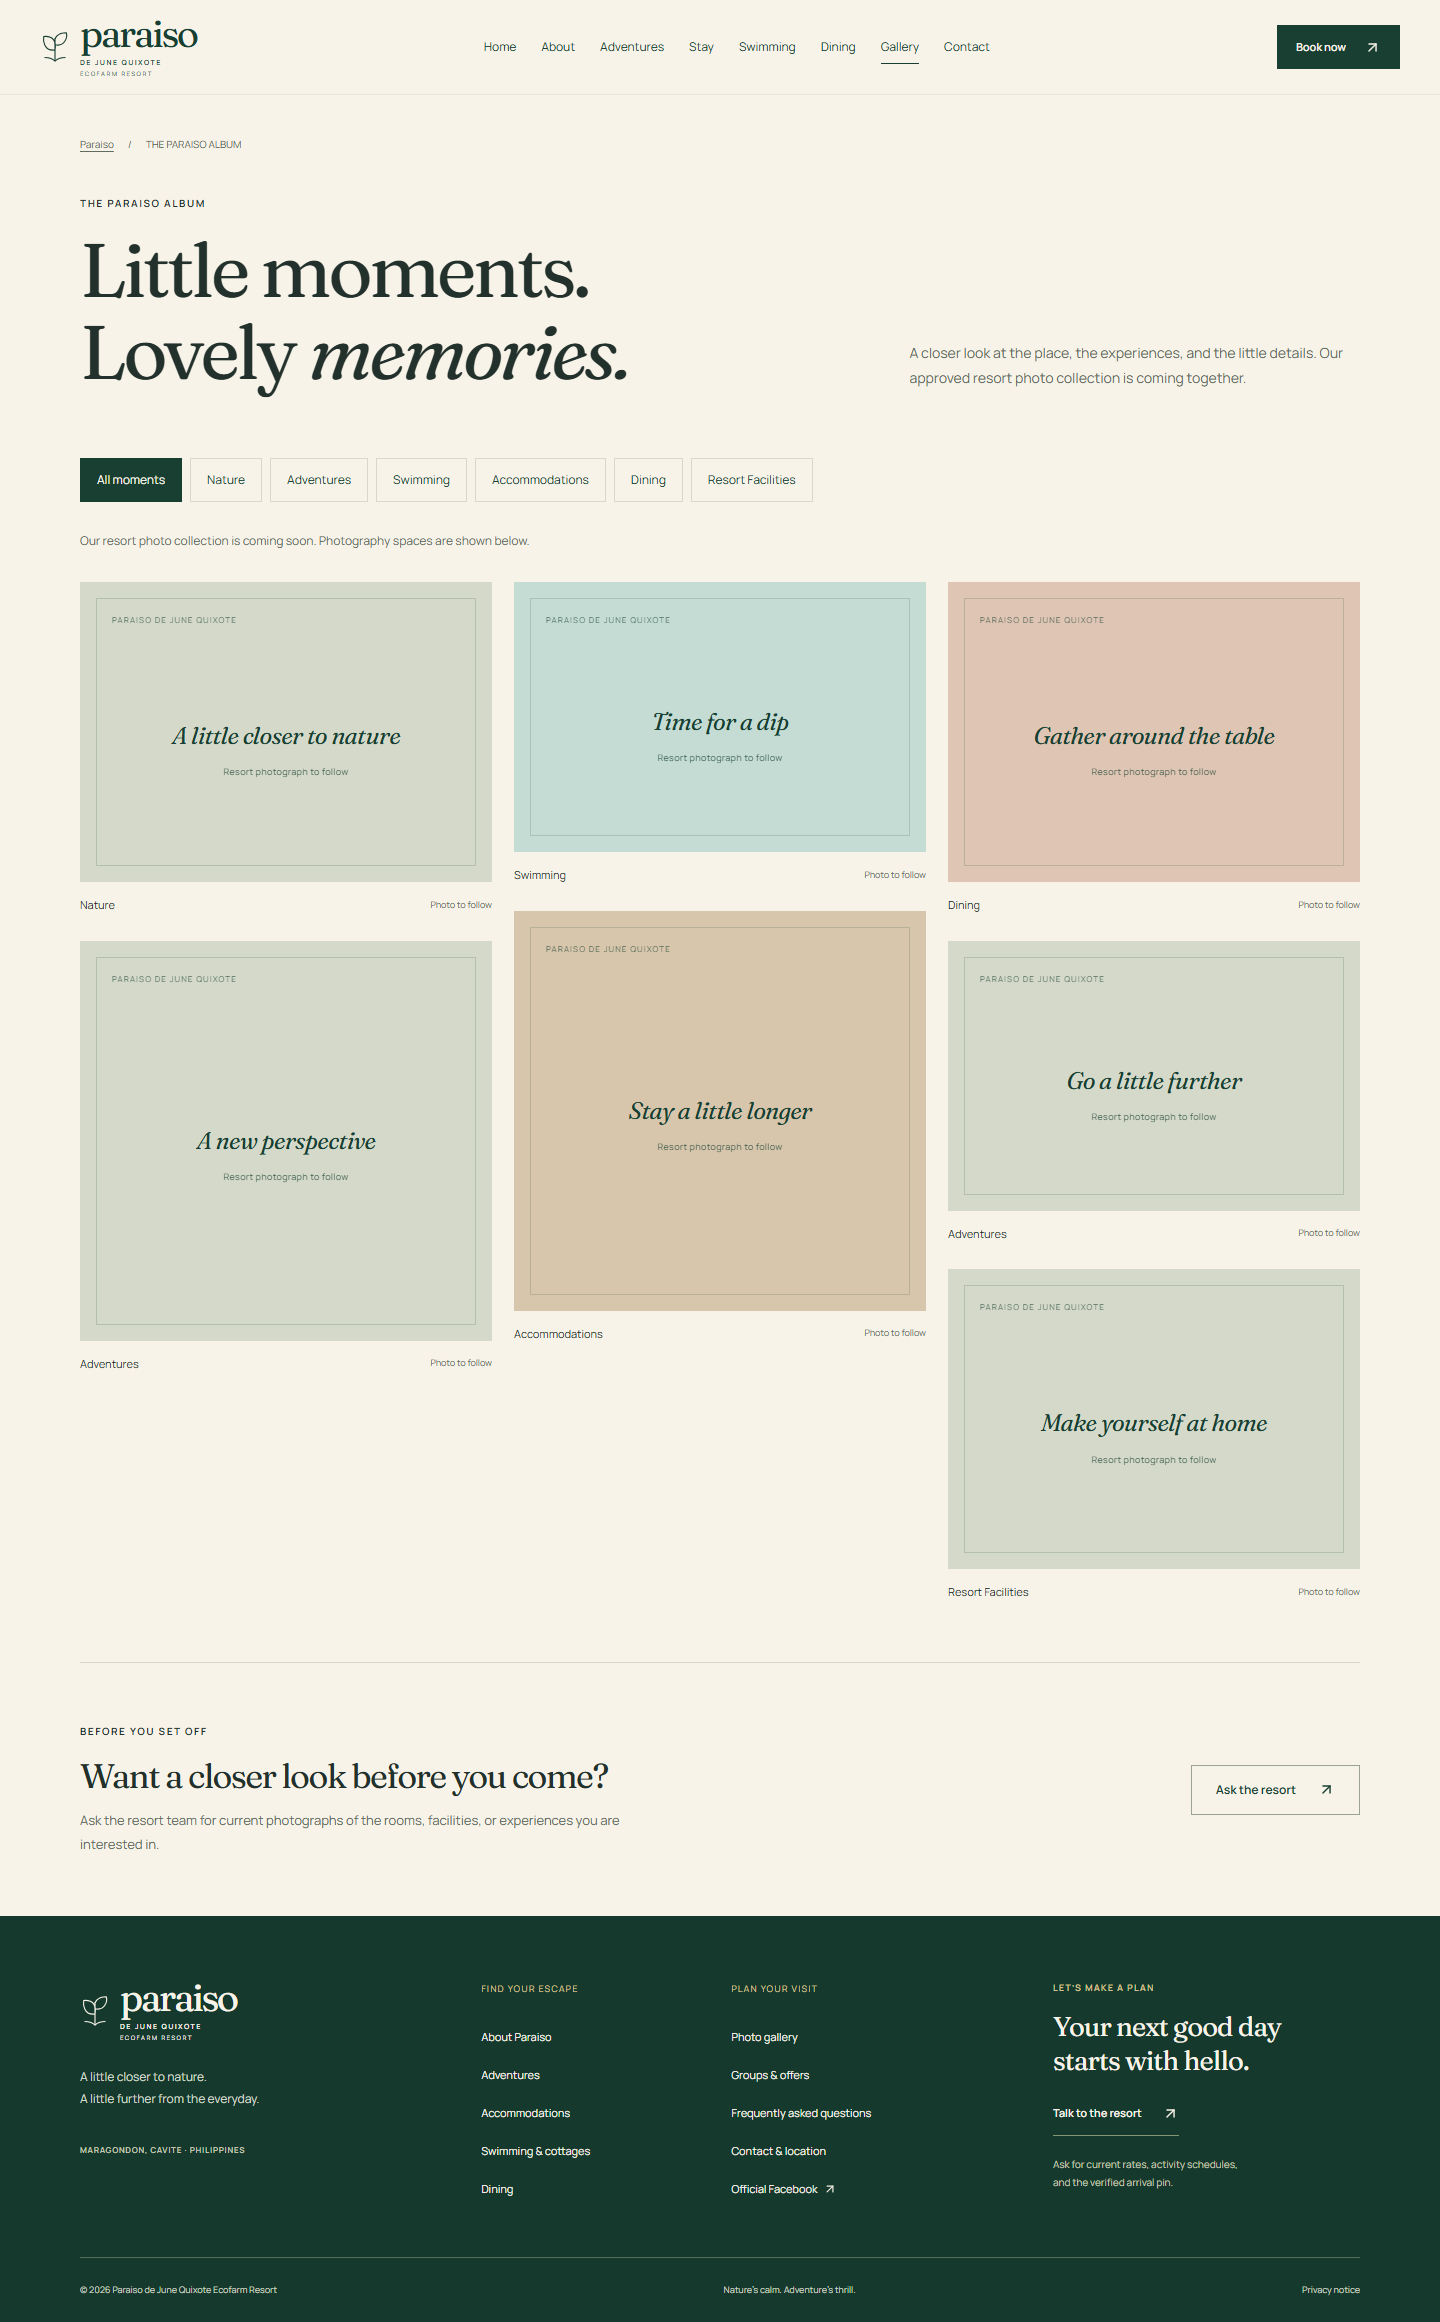 paraiso
DE JUNE QUIXOTE
ECOFARM RESORT
Home
About
Adventures
Stay
Swimming
Dining
Gallery
Contact
Book now
Paraiso / THE PARAISO ALBUM
THE PARAISO ALBUM
Little moments.
Lovely memories.
A closer look at the place, the experiences, and the little details. Our
approved resort photo collection is coming together.
All moments
Nature
Adventures
Swimming
Accommodations
Dining
Resort Facilities
Our resort photo collection is coming soon. Photography spaces are shown below.
PARAISO DE JUNE QUIXOTE
A little closer to nature
Resort photograph to follow
Nature
Photo to follow
PARAISO DE JUNE QUIXOTE
Time for a dip
Resort photograph to follow
Swimming
Photo to follow
PARAISO DE JUNE QUIXOTE
Gather around the table
Resort photograph to follow
Dining
Photo to follow
PARAISO DE JUNE QUIXOTE
A new perspective
Resort photograph to follow
Adventures
Photo to follow
PARAISO DE JUNE QUIXOTE
Stay a little longer
Resort photograph to follow
Accommodations
Photo to follow
PARAISO DE JUNE QUIXOTE
Go a little further
Resort photograph to follow
Adventures
Photo to follow
PARAISO DE JUNE QUIXOTE
Make yourself at home
Resort photograph to follow
Resort Facilities
Photo to follow
BEFORE YOU SET OFF
Want a closer look before you come?
Ask the resort team for current photographs of the rooms, facilities, or experiences you are
interested in.
Ask the resort
paraiso
DE JUNE QUIXOTE
ECOFARM RESORT
A little closer to nature.
A little further from the everyday.
MARAGONDON, CAVITE · PHILIPPINES
FIND YOUR ESCAPE
About Paraiso
Adventures
Accommodations
Swimming & cottages
Dining
PLAN YOUR VISIT
Photo gallery
Groups & offers
Frequently asked questions
Contact & location
Official Facebook
LET'S MAKE A PLAN
Your next good day
starts with hello.
Talk to the resort
Ask for current rates, activity schedules,
and the verified arrival pin.
© 2026 Paraiso de June Quixote Ecofarm Resort
Nature's calm. Adventure's thrill.
Privacy notice